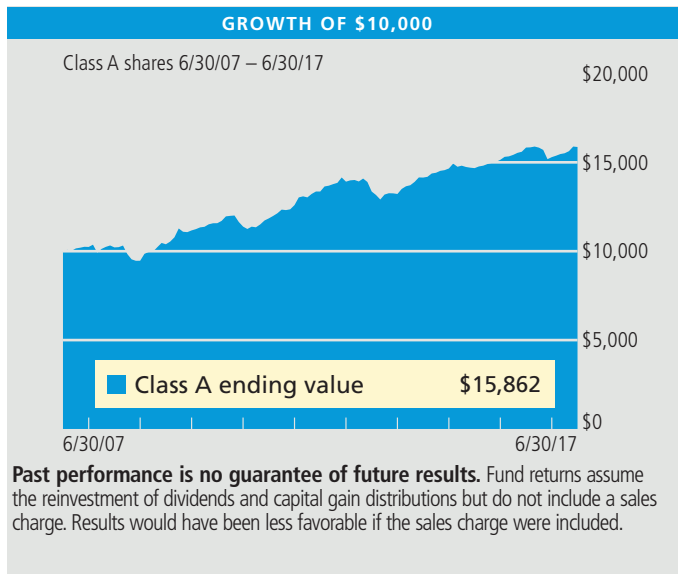 GROWTH OF $10,000
Class A shares 6/30/07 – 6/30/17
$20,000
$15,000
$10,000
$5,000
Class A ending value $15,862
$0
6/30/07 6/30/17
Past performance is no guarantee of future results. Fund returns assume
the reinvestment of dividends and capital gain distributions but do not include a sales
charge. Results would have been less favorable if the sales charge were included.